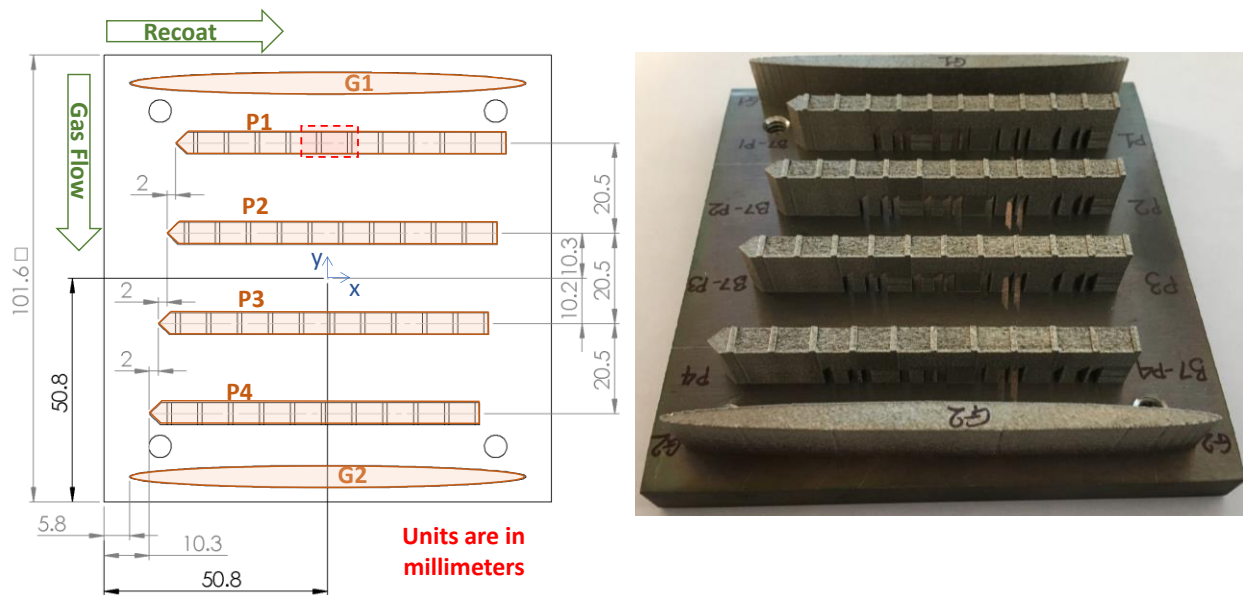 Recoat
Gas Flow
G1
P1
2
P2
20.5
101.6 □
y
x
10.3
20.5
2
P3
10.2
2
P4
20.5
50.8
G2
5.8
10.3
50.8
Units are in
millimeters
G1
G1
B7-P1
P1
B7-P2
P2
B7-P3
P3
P4
B7-P4
G2
G2
G2